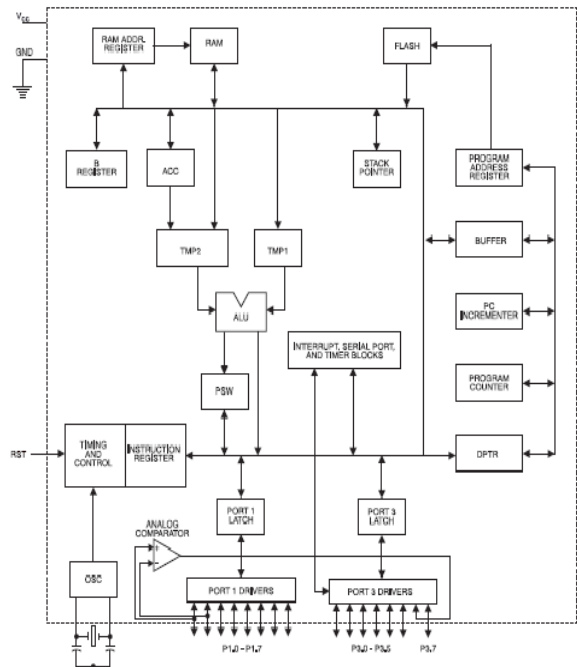 VCC
GND
RAM ADDR.
REGISTER
RAM
FLASH
B
REGISTER
ACC
STACK
POINTER
PROGRAM
ADDRESS
REGISTER
TMP2
TMP1
BUFFER
ALU
PC
INCREMENTER
INTERRUPT, SERIAL PORT,
AND TIMER BLOCKS
PSW
PROGRAM
COUNTER
RST
TIMING
AND
CONTROL
INSTRUCTION
REGISTER
DPTR
PORT 1
LATCH
PORT 3
LATCH
ANALOG
COMPARATOR
+
−
OSC
PORT 1 DRIVERS
PORT 3 DRIVERS
P1.0 - P1.7
P3.0 - P3.5
P3.7